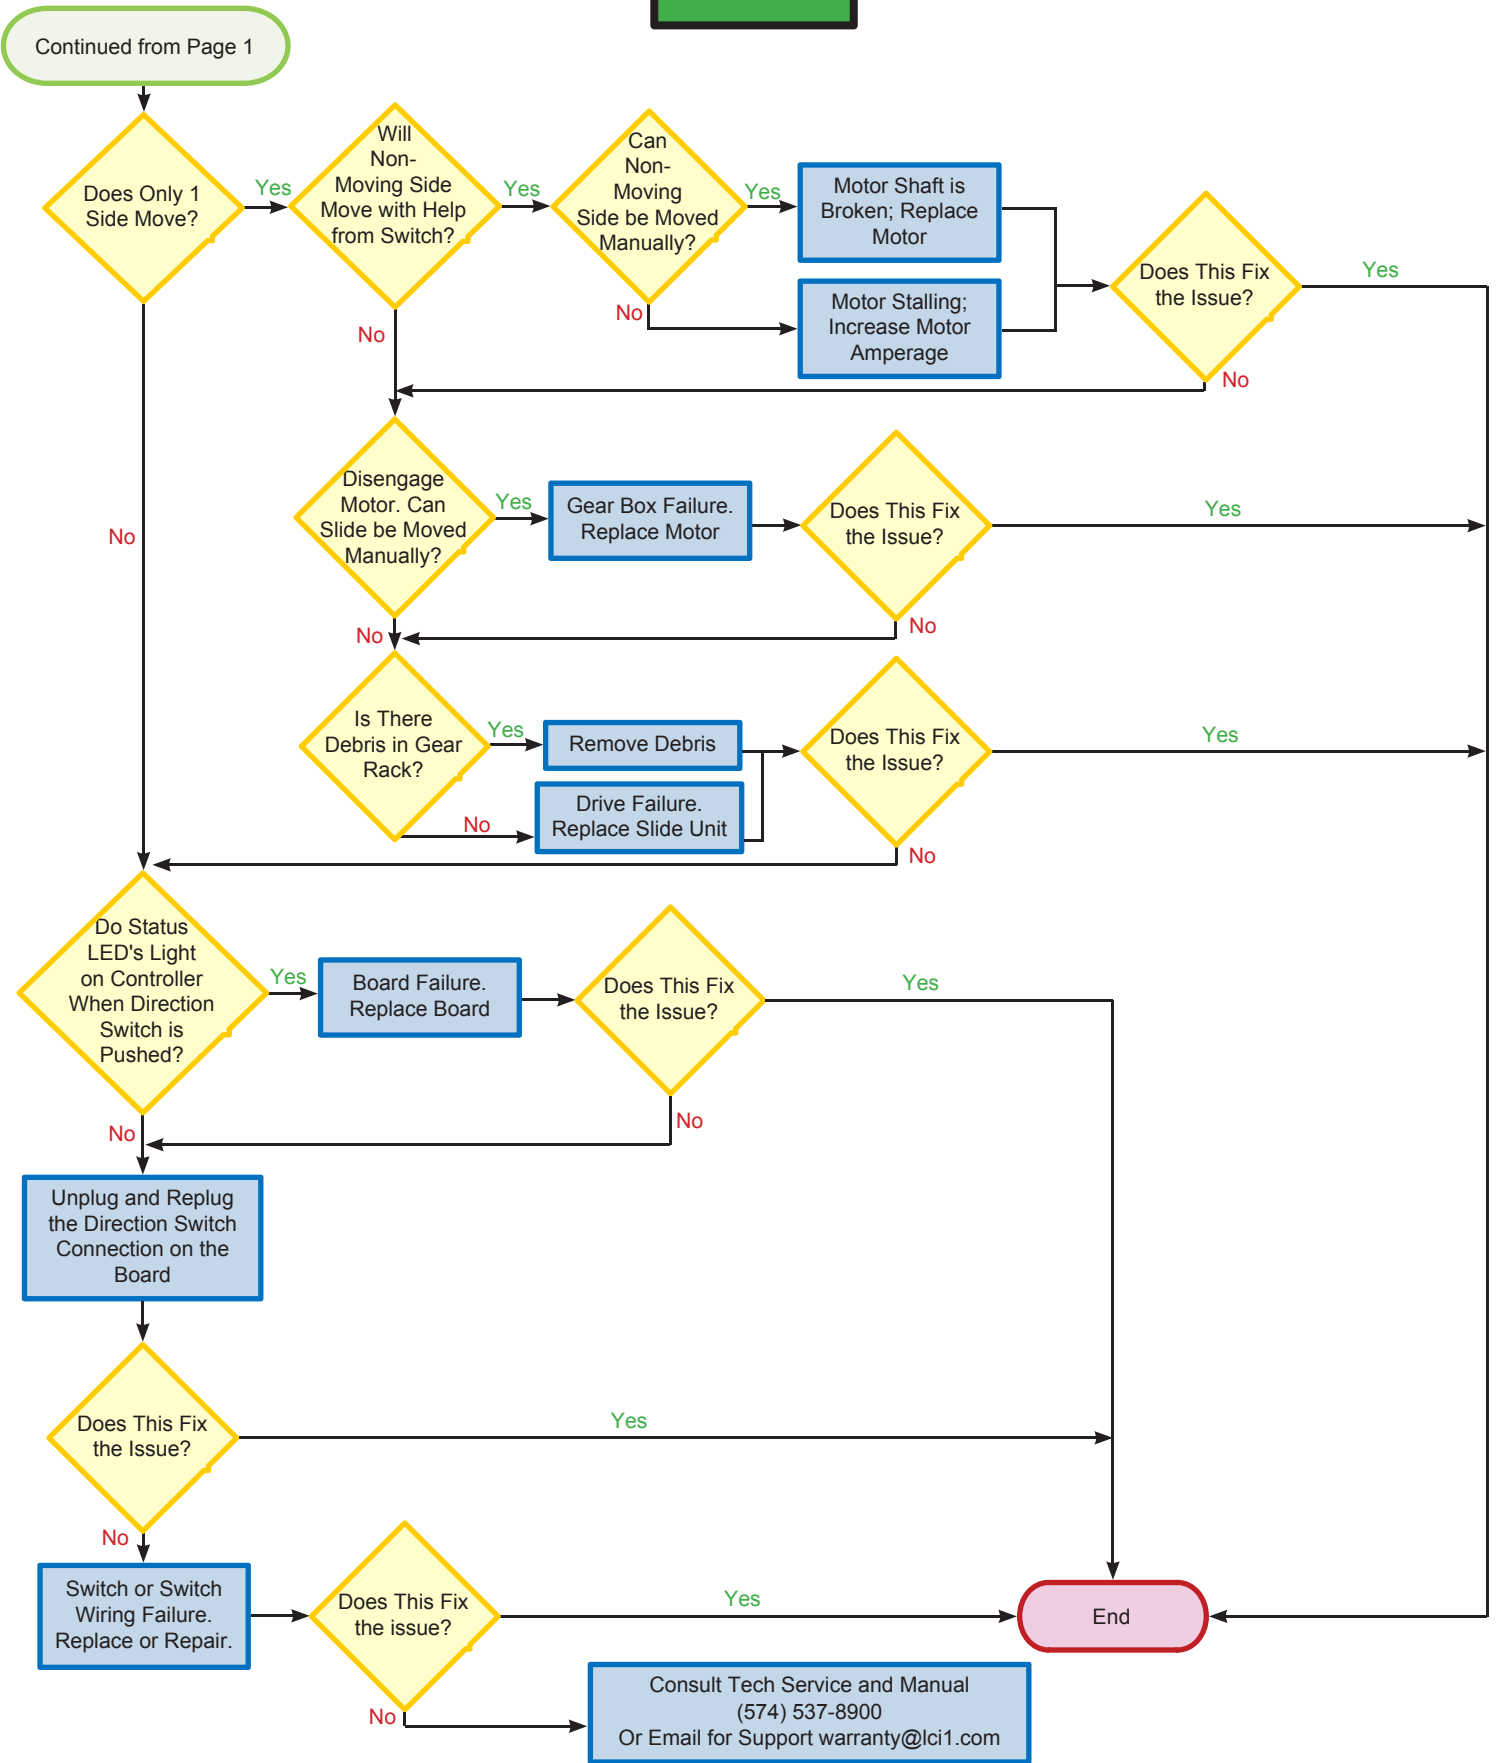 Continued from Page 1
Does Only 1
Side Move?
Yes
Will
Non-
Moving Side
Move with Help
from Switch?
Yes
Can
Non-
Moving
Side be Moved
Manually?
Yes
Motor Shaft is
Broken; Replace
Motor
No
Motor Stalling;
Increase Motor
Amperage
Does This Fix
the Issue?
Yes
No
No
No
Disengage
Motor. Can
Slide be Moved
Manually?
Yes
Gear Box Failure.
Replace Motor
Does This Fix
the Issue?
Yes
No
No
Is There
Debris in Gear
Rack?
Yes
Remove Debris
No
Drive Failure.
Replace Slide Unit
Does This Fix
the Issue?
Yes
No
Do Status
LED's Light
on Controller
When Direction
Switch is
Pushed?
Yes
Board Failure.
Replace Board
Does This Fix
the Issue?
Yes
No
No
Unplug and Replug
the Direction Switch
Connection on the
Board
Does This Fix
the Issue?
Yes
No
Switch or Switch
Wiring Failure.
Replace or Repair.
Does This Fix
the issue?
Yes
End
No
Consult Tech Service and Manual
(574) 537-8900
Or Email for Support warranty@lci1.com